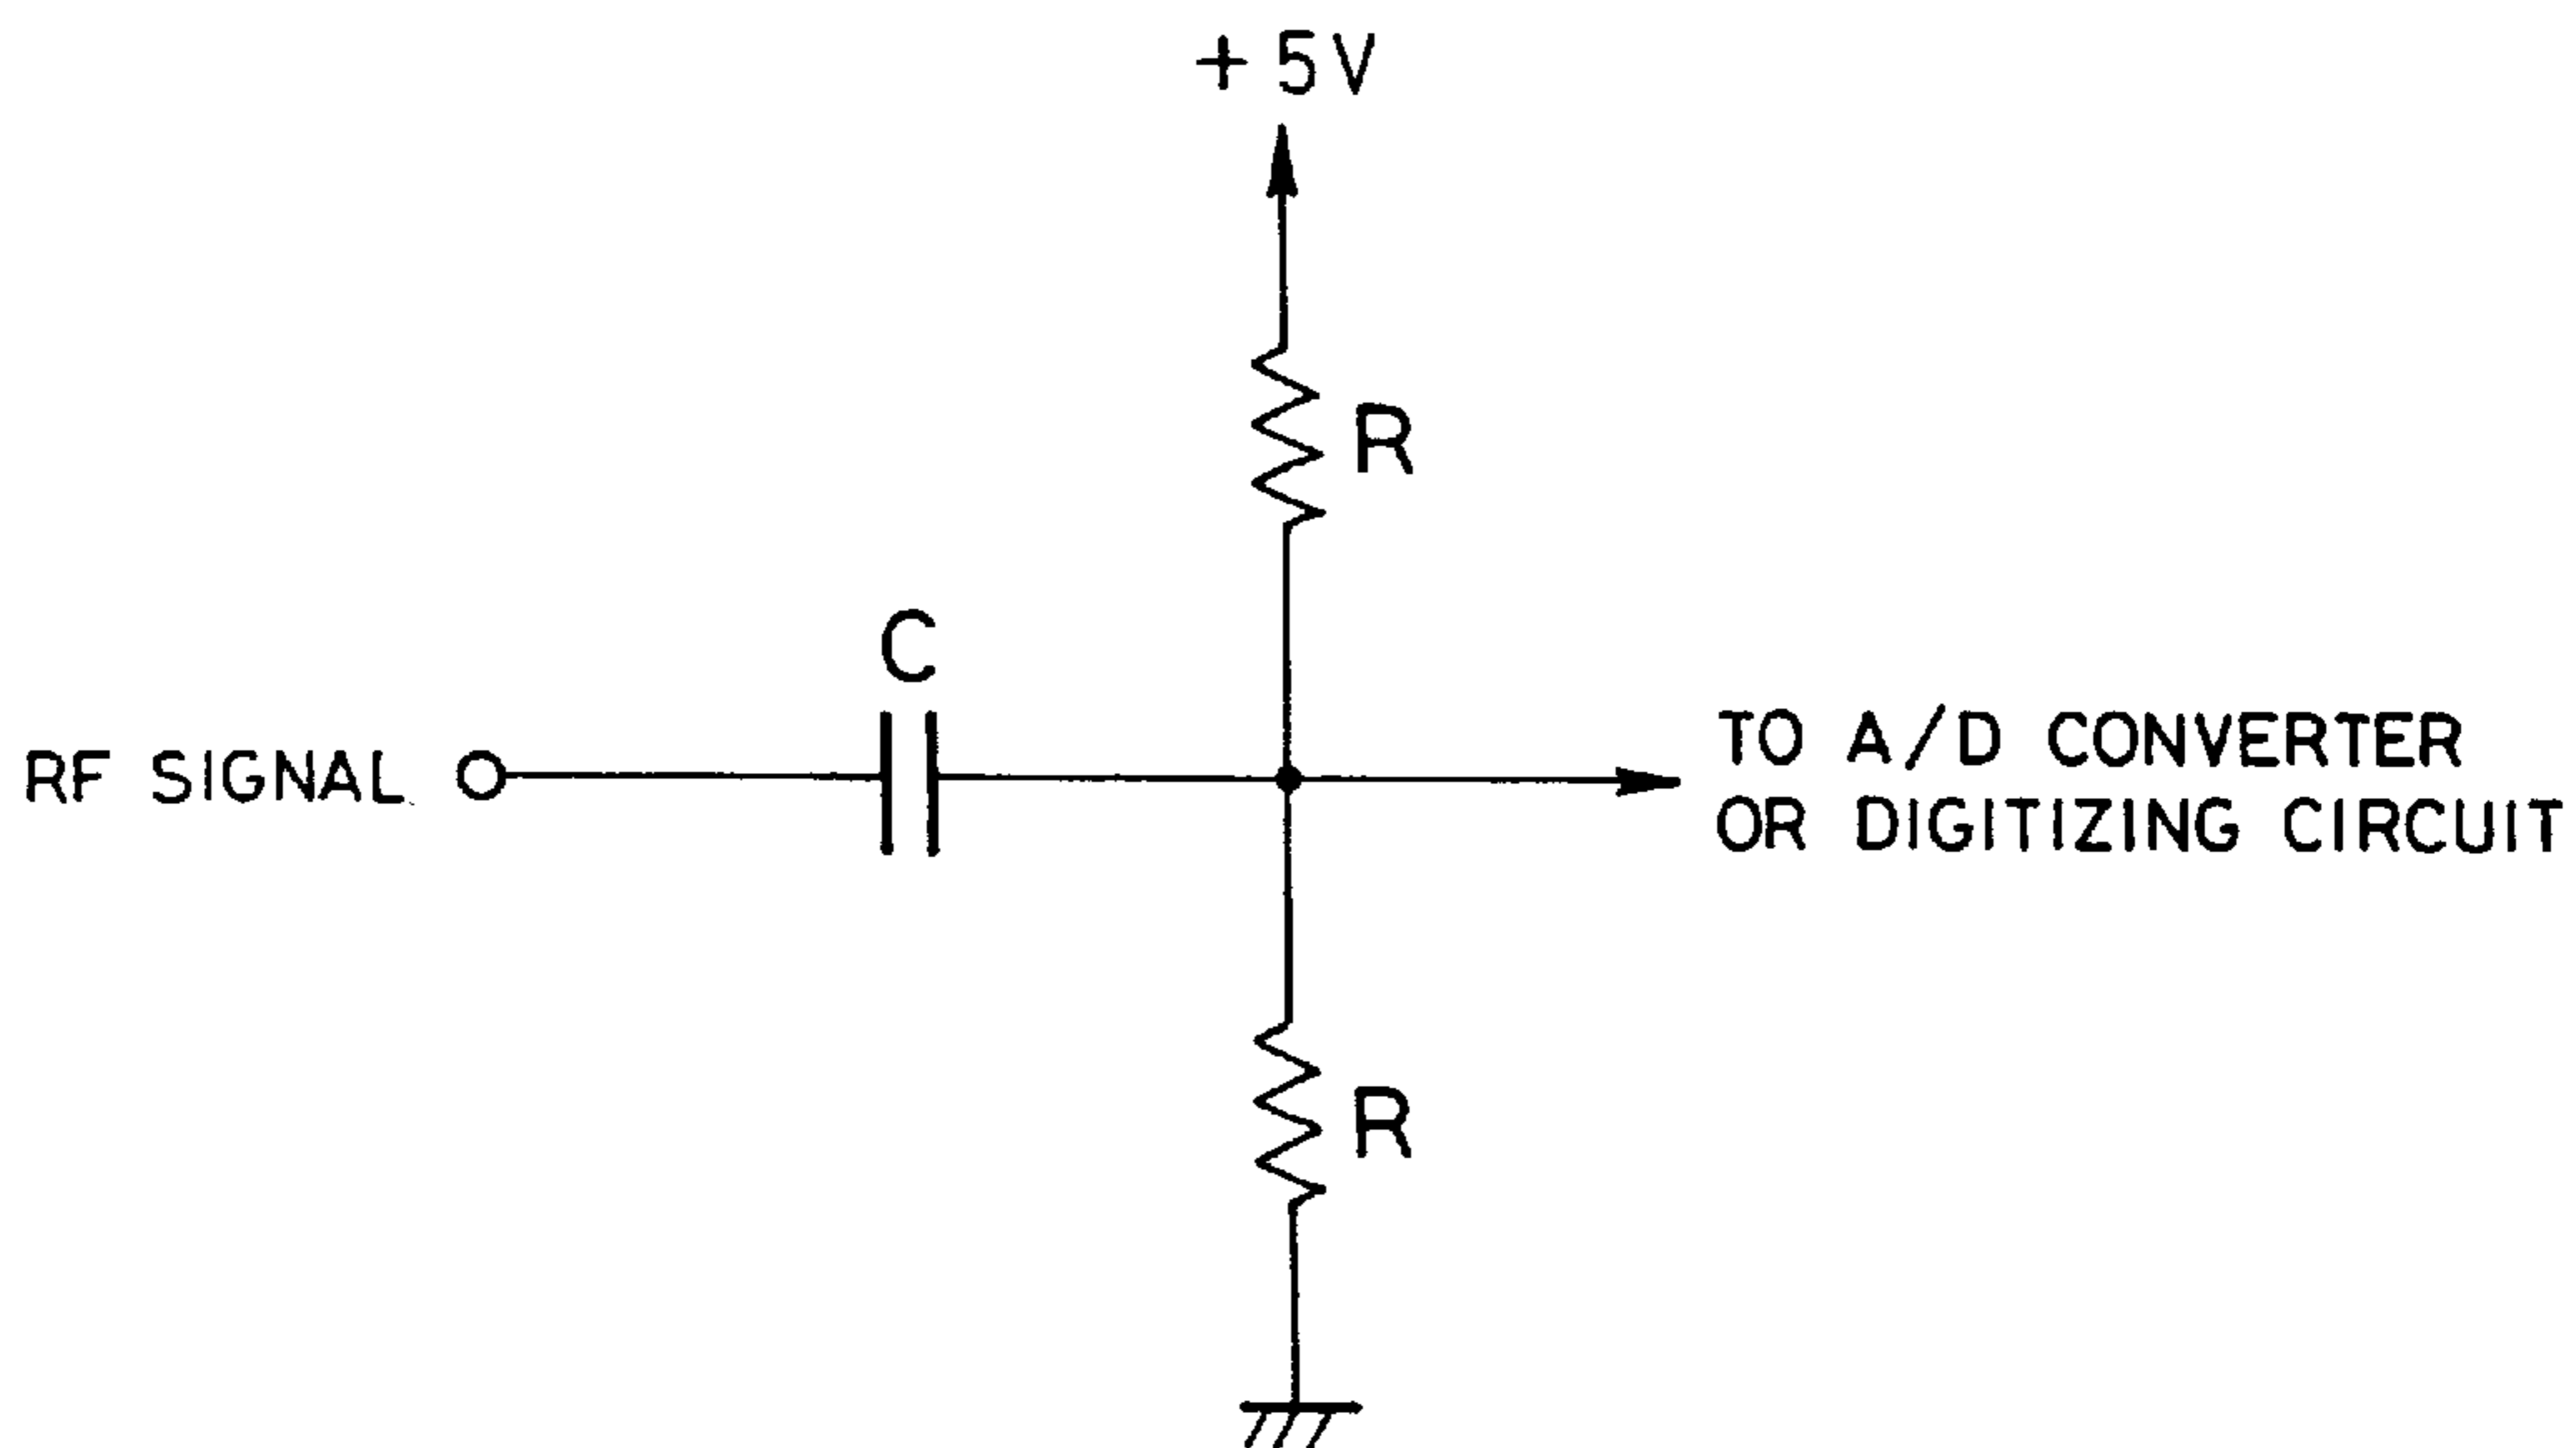 +5V
R
C
RF SIGNAL
TO A/D CONVERTER
OR DIGITIZING CIRCUIT
R